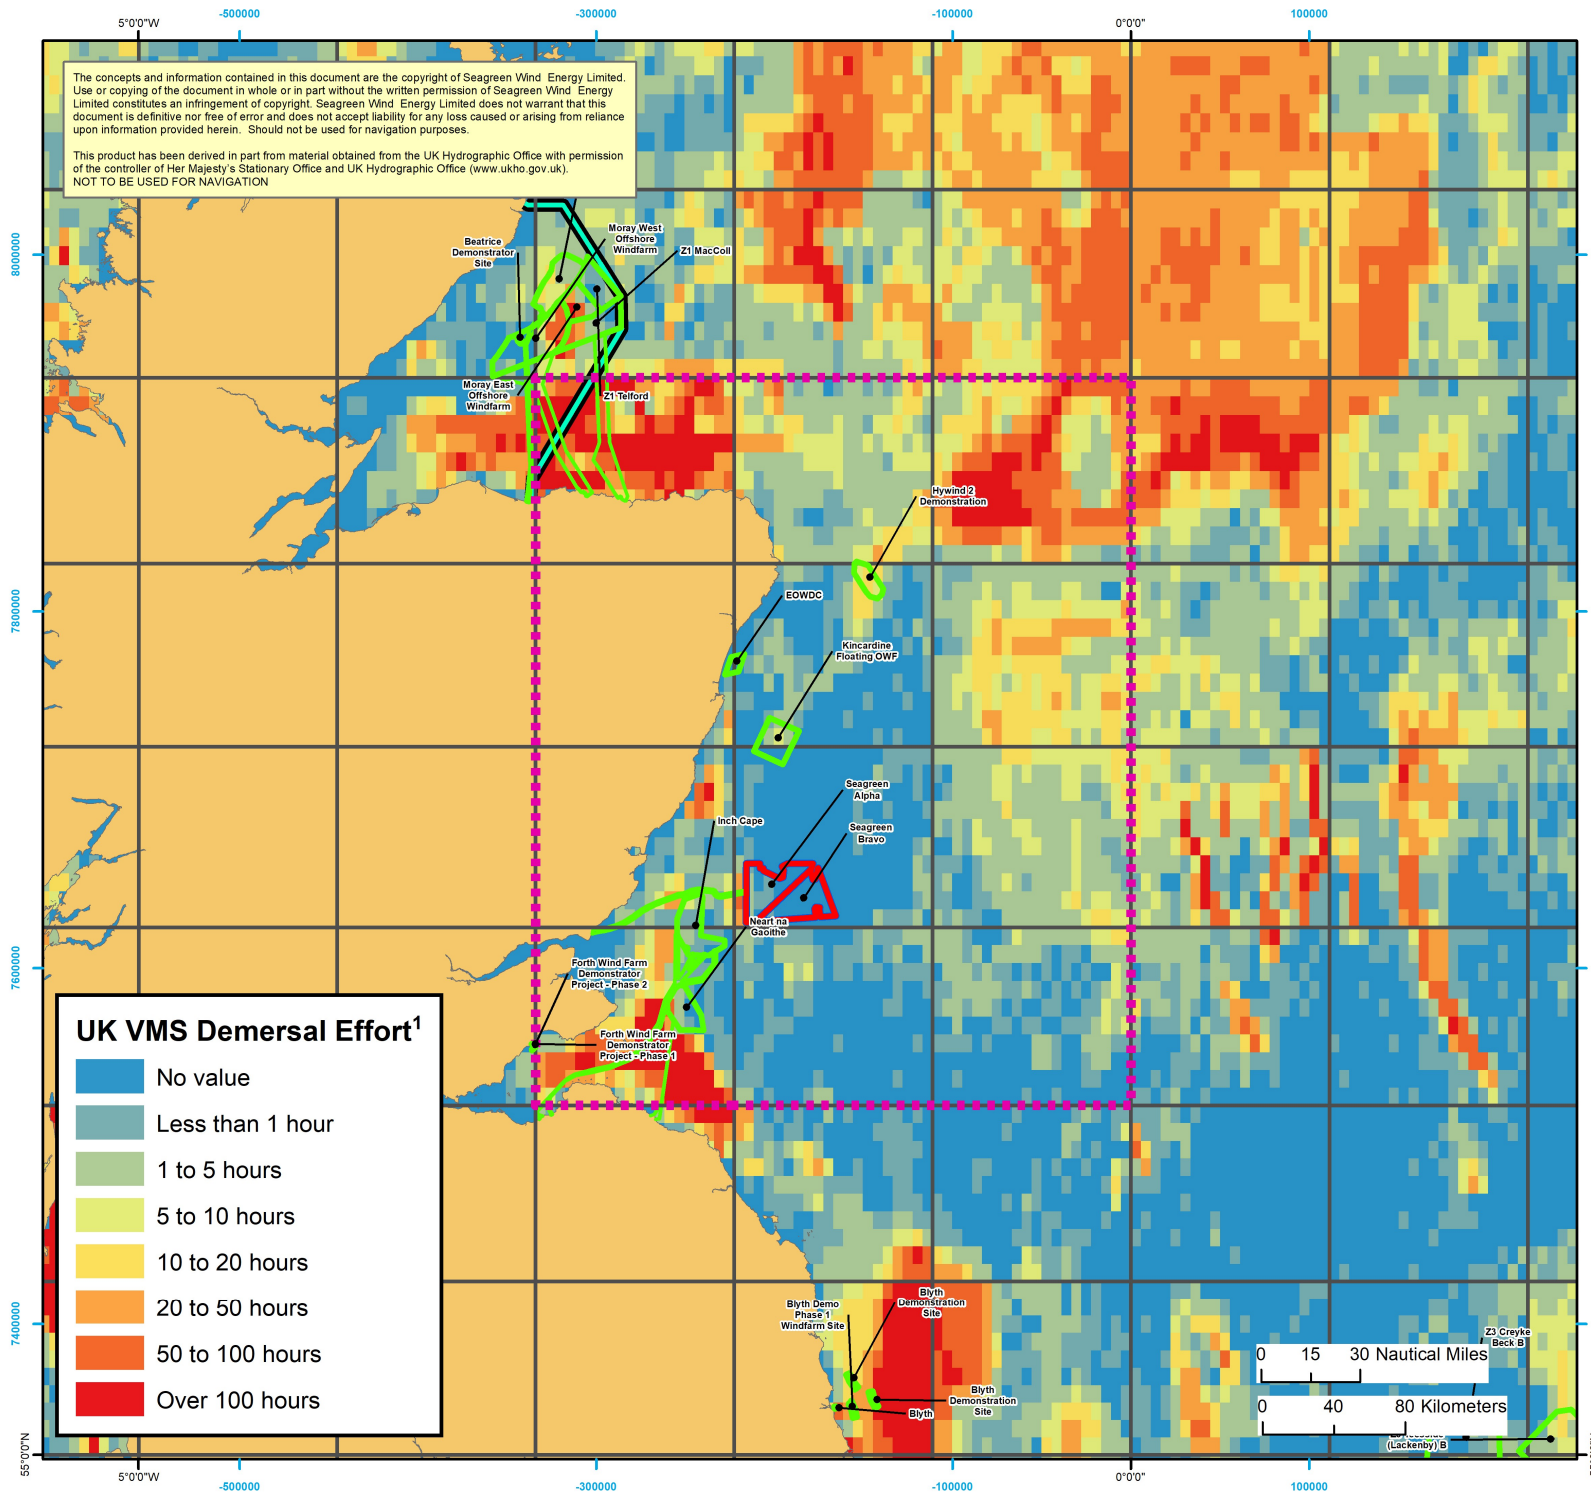 -500000
-300000
-100000
100000
5°0'0"W
0°0'0"
The concepts and information contained in this document are the copyright of Seagreen Wind Energy Limited.
Use or copying of the document in whole or in part without the written permission of Seagreen Wind Energy
Limited constitutes an infringement of copyright. Seagreen Wind Energy Limited does not warrant that this
document is definitive nor free of error and does not accept liability for any loss caused or arising from reliance
upon information provided herein. Should not be used for navigation purposes.
This product has been derived in part from material obtained from the UK Hydrographic Office with permission
of the controller of Her Majesty's Stationary Office and UK Hydrographic Office (www.ukho.gov.uk).
NOT TO BE USED FOR NAVIGATION
8000000
7800000
7600000
7400000
55°0'0"N
Beatrice
Demonstrator
Site
Moray West
Offshore
Windfarm
Z1 MacColl
Moray East
Offshore
Windfarm
Z1 Telford
Hywind 2
Demonstration
EOWDC
Kincardine
Floating OWF
Seagreen
Alpha
Inch Cape
Seagreen
Bravo
Neart na
Gaoithe
Forth Wind Farm
Demonstrator
Project - Phase 2
Forth Wind Farm
Demonstrator
Project - Phase 1
UK VMS Demersal Effort1
No value
Less than 1 hour
1 to 5 hours
5 to 10 hours
10 to 20 hours
20 to 50 hours
50 to 100 hours
Over 100 hours
Blyth Demo
Phase 1
Windfarm Site
Blyth
Demonstration
Site
Blyth
Demonstration
Site
Blyth
Z3 Creyke
Beck B
0 15 30 Nautical Miles
0 40 80 Kilometers
(Lackenby) B
5°0'0"W
0°0'0"
-500000
-300000
-100000
100000